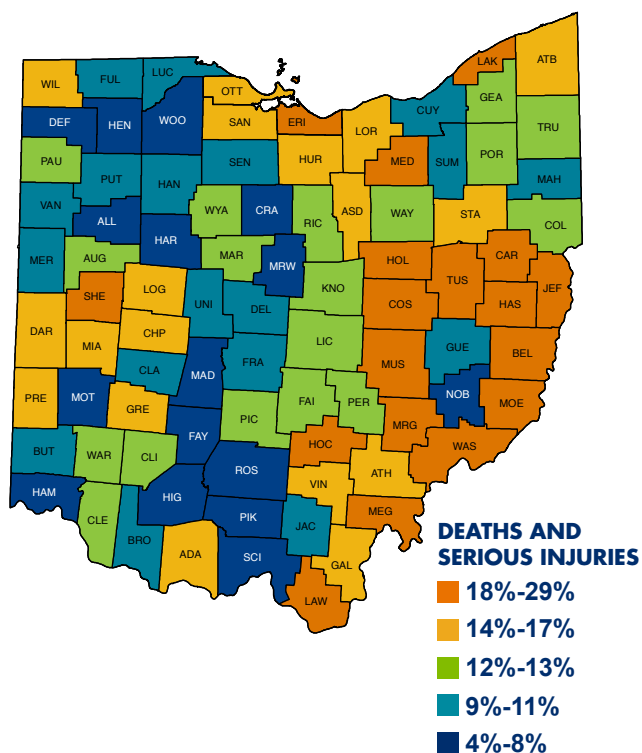 LAK
ATB
WIL
FUL
LUC
OTT
GEA
DEF
HEN
WOO
SAN
ERI
LOR
CUY
TRU
PAU
SEN
HUR
MED
SUM
POR
PUT
HAN
MAH
VAN
WYA
CRA
RIC
ASD
WAY
STA
COL
ALL
HAR
MAR
MRW
MER
AUG
HOL
CAR
TUS
JEF
SHE
LOG
UNI
DEL
KNO
COS
HAS
DAR
MIA
CHP
LIC
GUE
BEL
CLA
FRA
MUS
MAD
PRE
MOT
GRE
PIC
FAI
PER
NOB
MOE
FAY
MRG
BUT
WAR
CLI
HOC
WAS
ROS
HAM
HIG
VIN
ATH
CLE
PIK
MEG
BRO
ADA
SCI
JAC
GAL
LAW
DEATHS AND
SERIOUS INJURIES
18%-29%
14%-17%
12%-13%
9%-11%
4%-8%